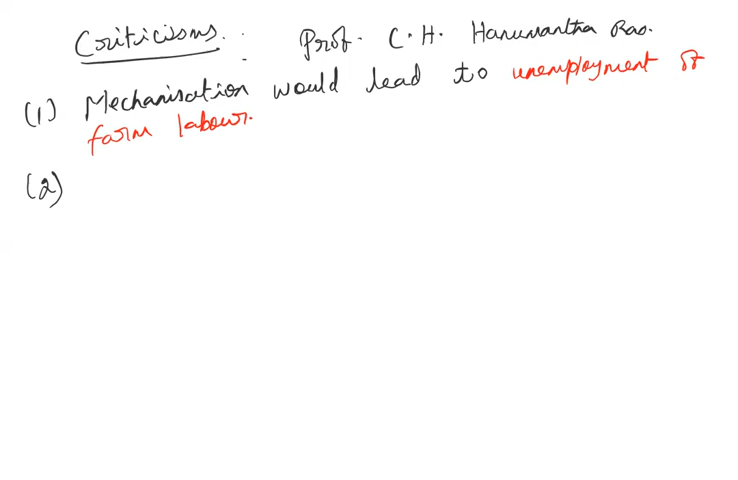 Criticisms. Prof. C.H. Hanumantha Rao.
(1) Mechanisation would lead to unemployment of
farm labour.
(2)